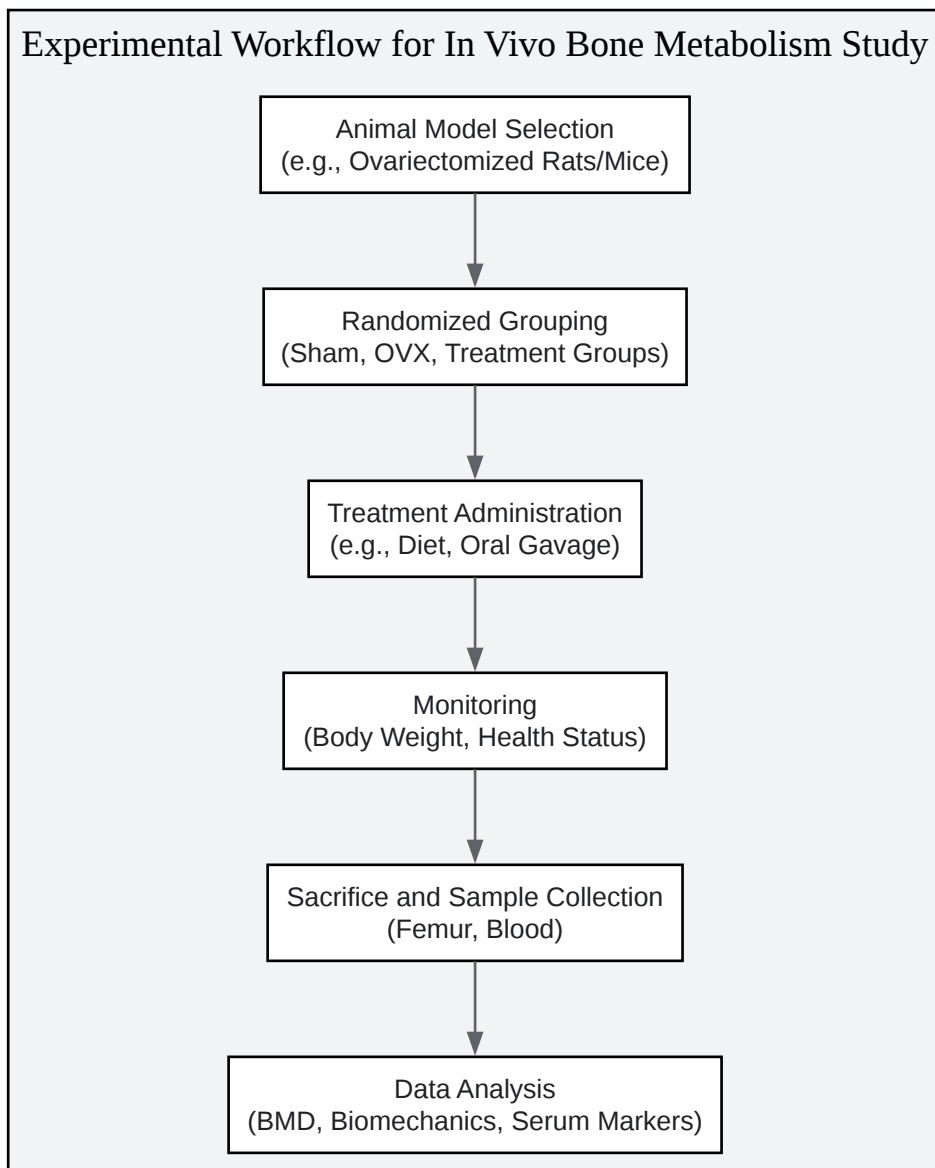 Experimental Workflow for In Vivo Bone Metabolism Study
Animal Model Selection
(e.g., Ovariectomized Rats/Mice)
Randomized Grouping
(Sham, OVX, Treatment Groups)
Treatment Administration
(e.g., Diet, Oral Gavage)
Monitoring
(Body Weight, Health Status)
Sacrifice and Sample Collection
(Femur, Blood)
Data Analysis
(BMD, Biomechanics, Serum Markers)